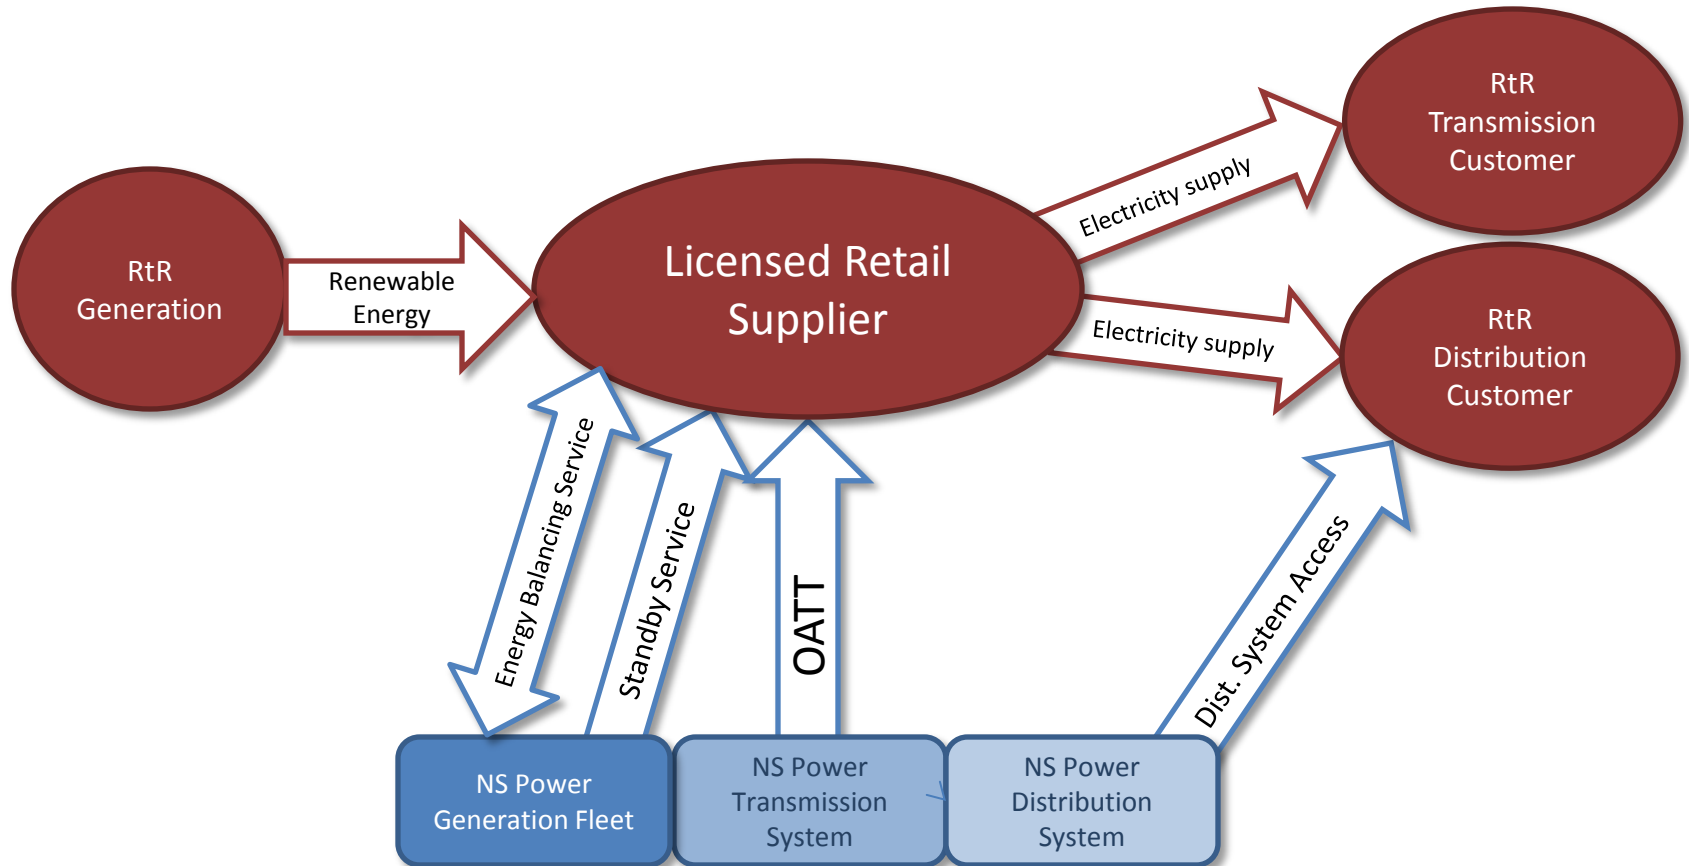 RtR
Transmission
Customer
Electricity supply
RtR
Generation
Renewable
Energy
Licensed Retail
Supplier
Electricity supply
RtR
Distribution
Customer
Energy Balancing Service
Standby Service
OATT
Dist. System Access
NS Power
Generation Fleet
NS Power
Transmission
System
NS Power
Distribution
System